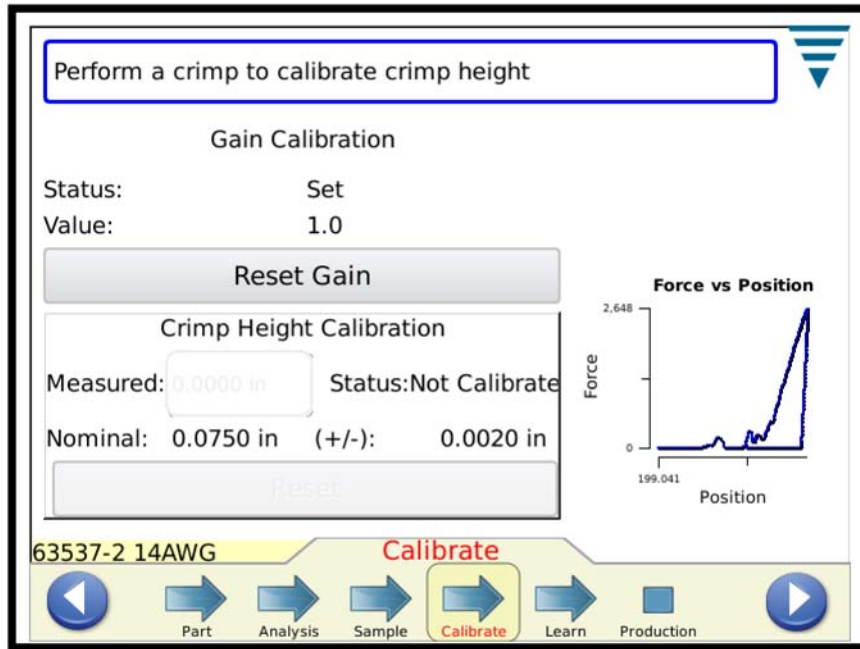 Perform a crimp to calibrate crimp height
Gain Calibration
Status: Set
Value: 1.0
Reset Gain
Crimp Height Calibration
Measured: 0.0000 in Status:Not Calibrate
Nominal: 0.0750 in (+/-): 0.0020 in
Reset
Force vs Position
2,648
Force
0
199.041
Position
63537-2 14AWG
Calibrate
Part Analysis Sample Calibrate Learn Production